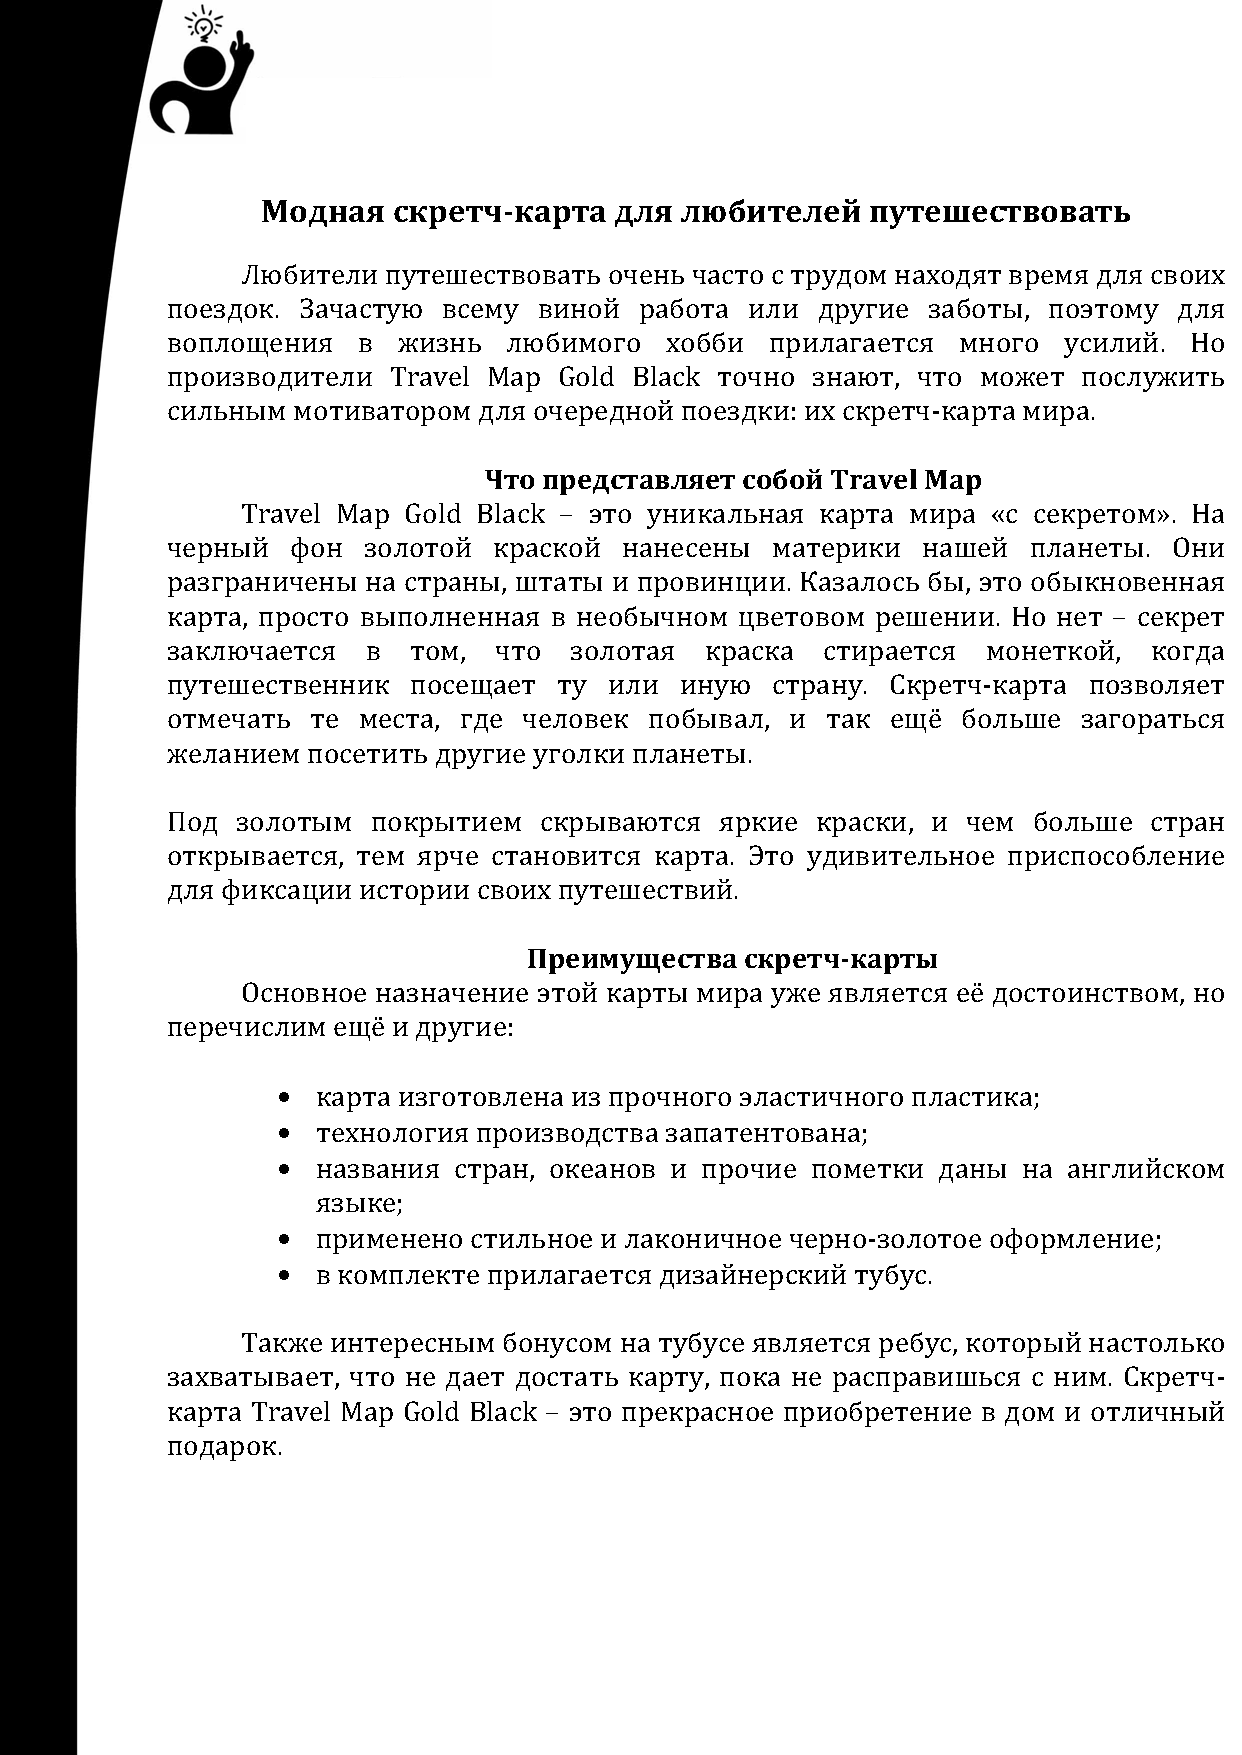 Модная скретч-карта для любителей путешествовать
Любители путешествовать очень часто с трудом находят время для своих
поездок. Зачастую всему виной работа или другие заботы, поэтому для
воплощения в жизнь любимого хобби прилагается много усилий. Но
производители Travel Map Gold Black точно знают, что может послужить
сильным мотиватором для очередной поездки: их скретч-карта мира.
Что представляет собой Travel Map
Travel Map Gold Black – это уникальная карта мира «с секретом». На
черный фон золотой краской нанесены материки нашей планеты. Они
разграничены на страны, штаты и провинции. Казалось бы, это обыкновенная
карта, просто выполненная в необычном цветовом решении. Но нет – секрет
заключается в том, что золотая краска стирается монеткой, когда
путешественник посещает ту или иную страну. Скретч-карта позволяет
отмечать те места, где человек побывал, и так ещё больше загораться
желанием посетить другие уголки планеты.
Под золотым покрытием скрываются яркие краски, и чем больше стран
открывается, тем ярче становится карта. Это удивительное приспособление
для фиксации истории своих путешествий.
Преимущества скретч-карты
Основное назначение этой карты мира уже является её достоинством, но
перечислим ещё и другие:
• карта изготовлена из прочного эластичного пластика;
• технология производства запатентована;
• названия стран, океанов и прочие пометки даны на английском
языке;
• применено стильное и лаконичное черно-золотое оформление;
• в комплекте прилагается дизайнерский тубус.
Также интересным бонусом на тубусе является ребус, который настолько
захватывает, что не дает достать карту, пока не расправишься с ним. Скретч-
карта Travel Map Gold Black – это прекрасное приобретение в дом и отличный
подарок.